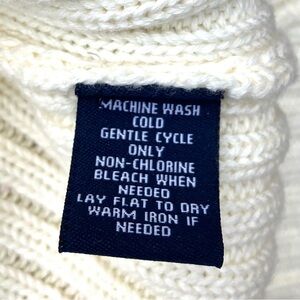 MACHINE WASH
COLD
GENTLE CYCLE
ONLY
NON-CHLORINE
BLEACH WHEN
NEEDED
LAY FLAT TO DRY
WARM IRON IF
NEEDED